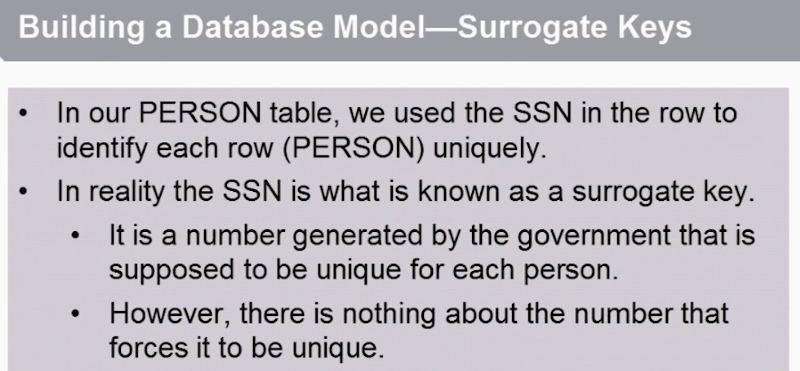 Building a Database Model—Surrogate Keys
• In our PERSON table, we used the SSN in the row to
identify each row (PERSON) uniquely.
• In reality the SSN is what is known as a surrogate key.
• It is a number generated by the government that is
supposed to be unique for each person.
• However, there is nothing about the number that
forces it to be unique.